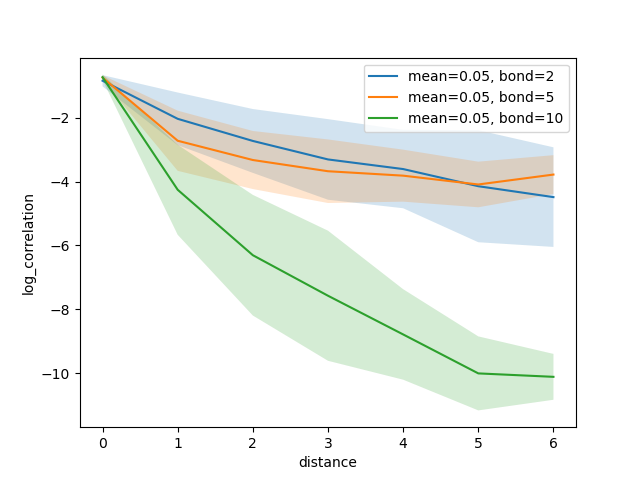 mean=0.05, bond=2
mean=0.05, bond=5
mean=0.05, bond=10
−2
−4
−6
−8
−10
log_correlation
0 1 2 3 4 5 6
distance